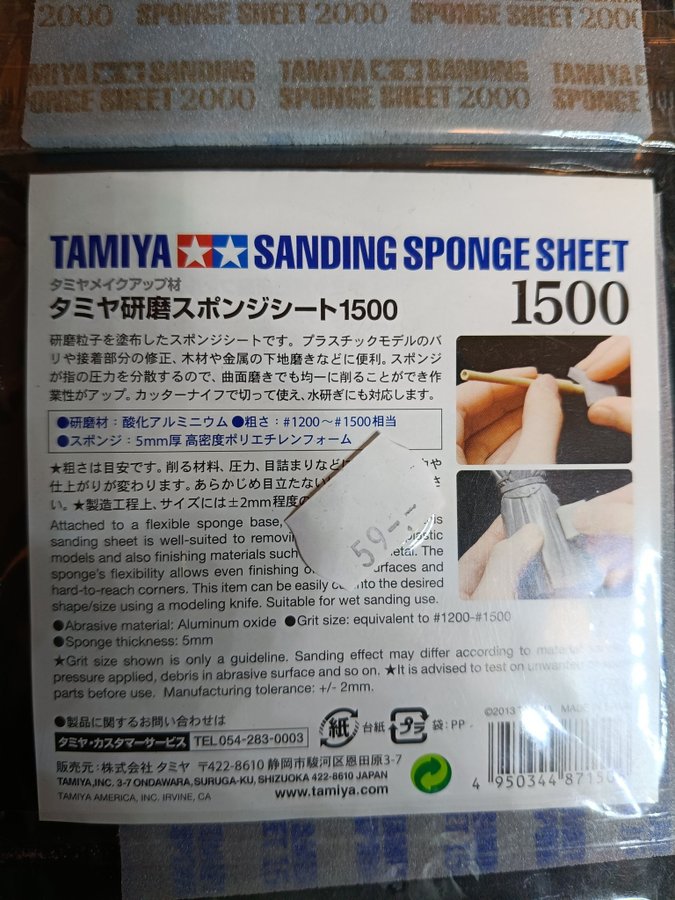 SPONGE SHEET 2000 SPONGE SHEET 2000
TAMIYA SANDING TAMIYA SANDING TAMIYA
SPONGE SHEET 2000 SPONGE SHEET 2000 SPONGE
TAMIYA SANDING SPONGE SHEET
タミヤメイクアップ材
タミヤ研磨スポンジシート1500
1500
研磨粒子を塗布したスポンジシートです。プラスチックモデルのバ
リや接着部分の修正、木材や金属の下地磨きなどに便利。スポンジ
が指の圧力を分散するので、曲面磨きでも均一に削ることができ作
業性がアップ。カッターナイフで切って使え、水研ぎにも対応します。
●研磨材:酸化アルミニウム ●粗さ:#1200〜#1500相当
●スポンジ:5mm厚 高密度ポリエチレンフォーム
★粗さは目安です。削る材料、圧力、目詰まりなど
仕上がりが変わります。あらかじめ目立たない
い。★製造工程上、サイズには±2mm程度の
59-.-
Attached to a flexible sponge base,
sanding sheet is well-suited to
models and also finishing materials such The
sponge's flexibility allows even finishing and
hard-to-reach corners. This item can be easily the desired
shape/size using a modeling knife. Suitable for wet sanding use.
●Abrasive material: Aluminum oxide ●Grit size: equivalent to #1200-#1500
●Sponge thickness: 5mm
★Grit size shown is only a guideline. Sanding effect may differ according to
pressure applied, debris in abrasive surface and so on. ★It is advised to test on
parts before use. Manufacturing tolerance: +/- 2mm.
●製品に関するお問い合わせは
タミヤ・カスタマーサービス TEL 054-283-0003
紙 台紙 プラ 袋:PP
©2013
販売元:株式会社 タミヤ 〒422-8610 静岡市駿河区恩田原3-7
TAMIYA,INC. 3-7 ONDAWARA, SURUGA-KU, SHIZUOKA 422-8610 JAPAN
TAMIYA AMERICA, INC. IRVINE, CA
www.tamiya.com
4 950344